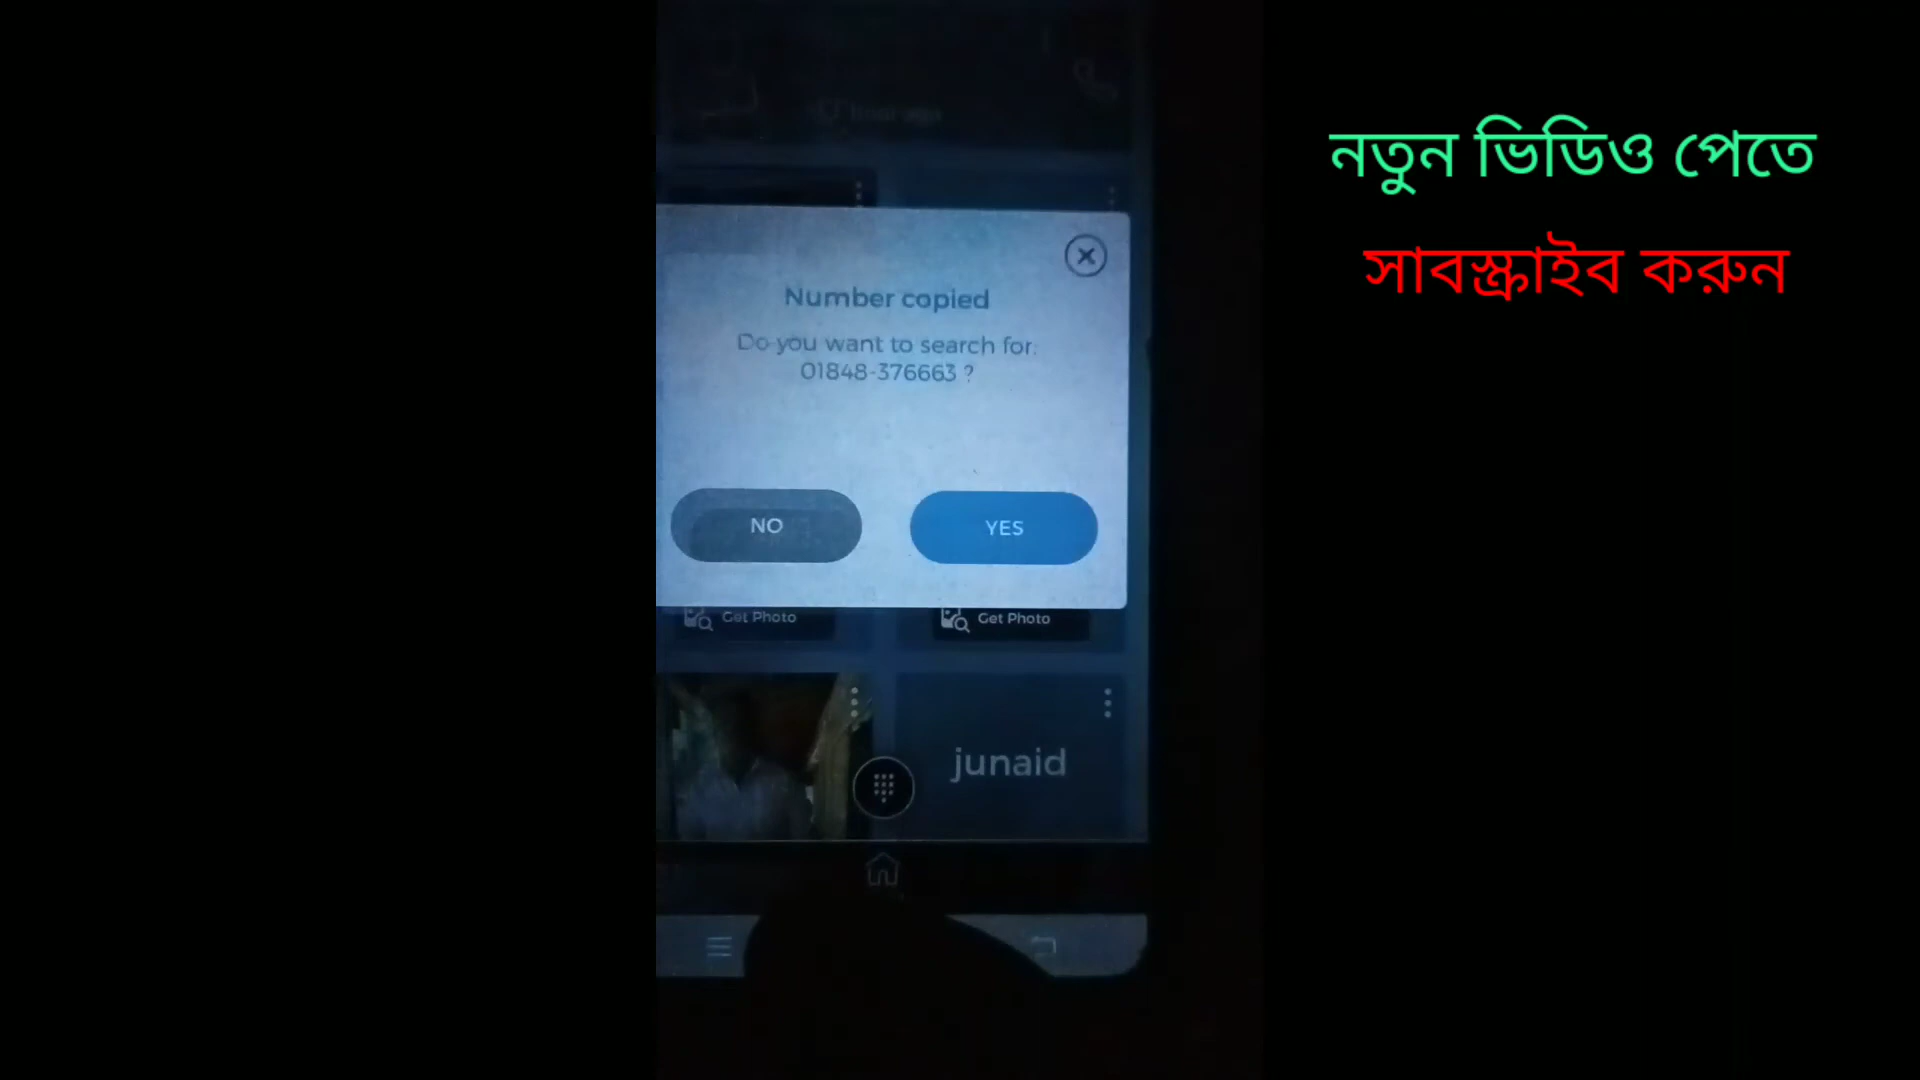 Number copied
Do you want to search for:
01848-376663 ?
NO
YES
Get Photo
Get Photo
junaid
নতুন ভিডিও পেতে
সাবস্ক্রাইব করুন